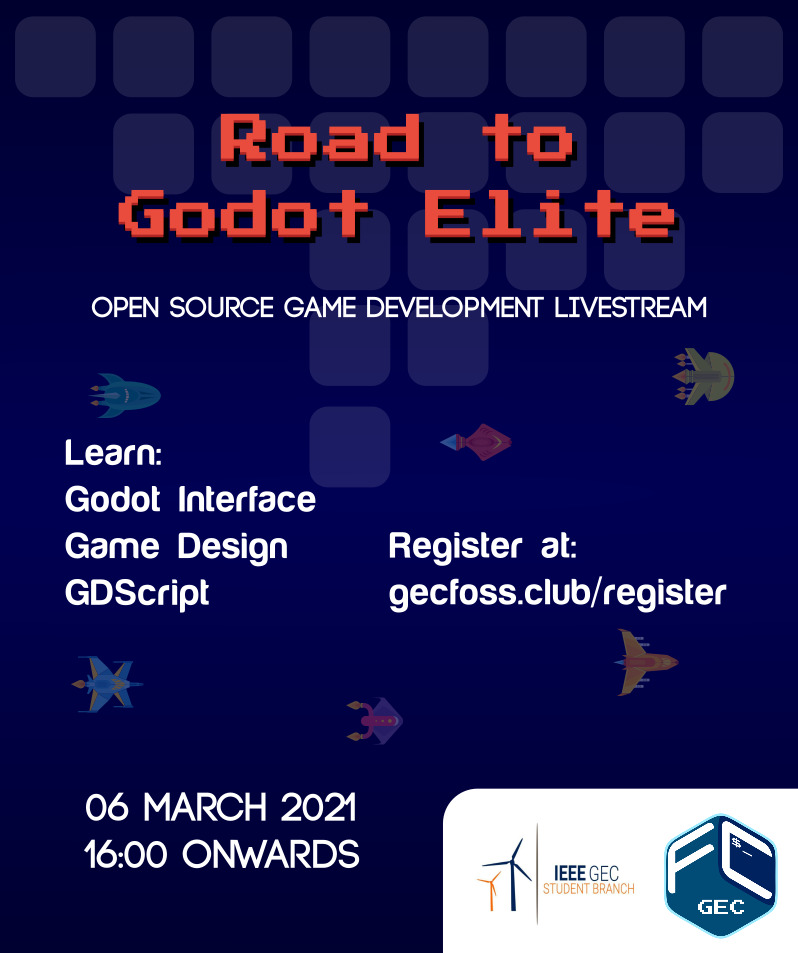 Road to
Godot Elite
OPEN SOURCE GAME DEVELOPMENT LIVESTREAM
Learn:
Godot Interface
Game Design
GDScript
Register at:
gecfoss.club/register
06 MARCH 2021
16:00 ONWARDS
IEEE GEC
STUDENT BRANCH
FC
$_
GEC